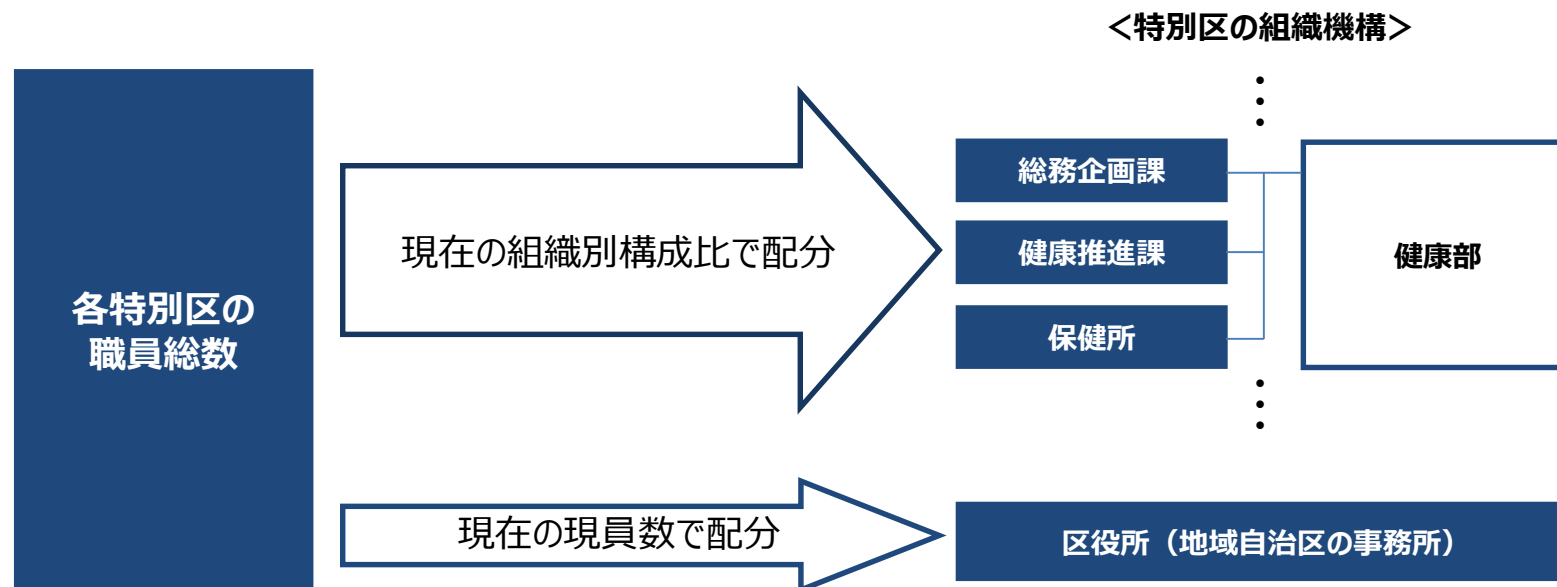 ＜特別区の組織機構＞
各特別区の
職員総数
現在の組織別構成比で配分
総務企画課
健康推進課
保健所
健康部
現在の現員数で配分
区役所（地域自治区の事務所）